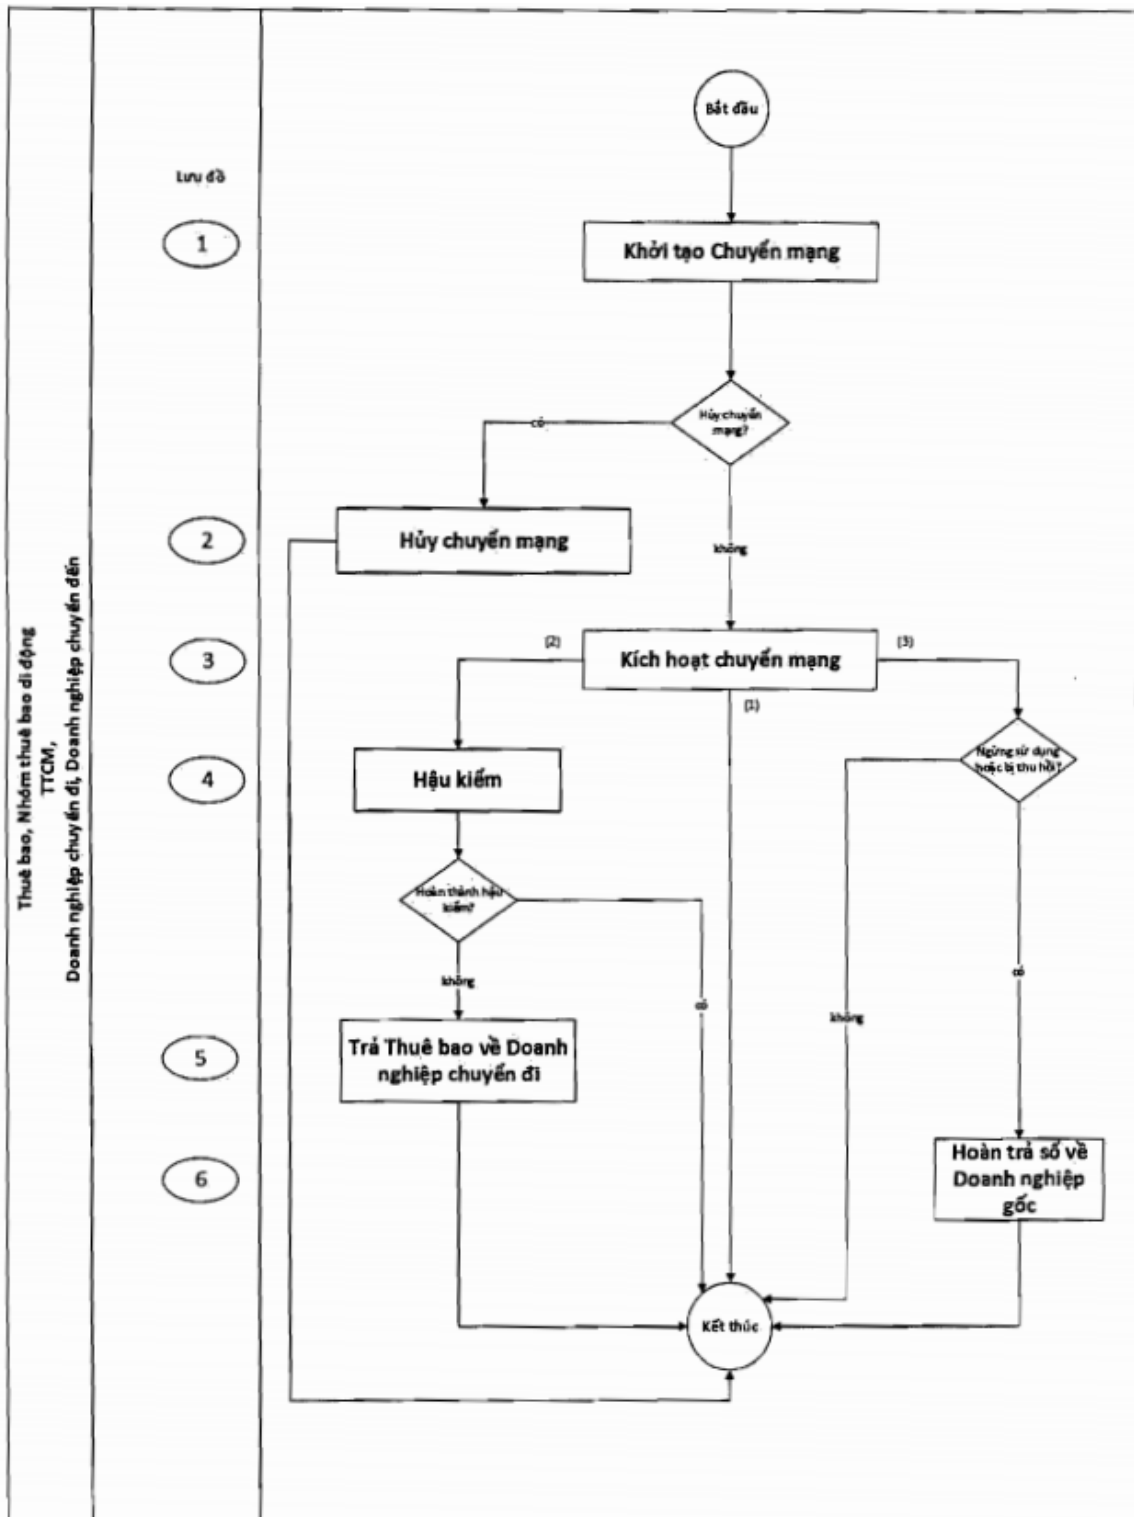 Thuê bao, Nhóm thuê bao di động
TTCM,
Doanh nghiệp chuyển đi, Doanh nghiệp chuyển đến
Lưu đồ
Bắt đầu
1
Khởi tạo Chuyển mạng
Hủy chuyển
mạng?
có
không
2
Hủy chuyển mạng
3
(2)
Kích hoạt chuyển mạng
(3)
(1)
4
Hậu kiểm
Ngừng sử dụng
hoặc bị thu hồi?
Hoàn thành hậu
kiểm?
không
có
không
có
5
Trả Thuê bao về Doanh
nghiệp chuyển đi
6
Hoàn trả số về
Doanh nghiệp
gốc
Kết thúc